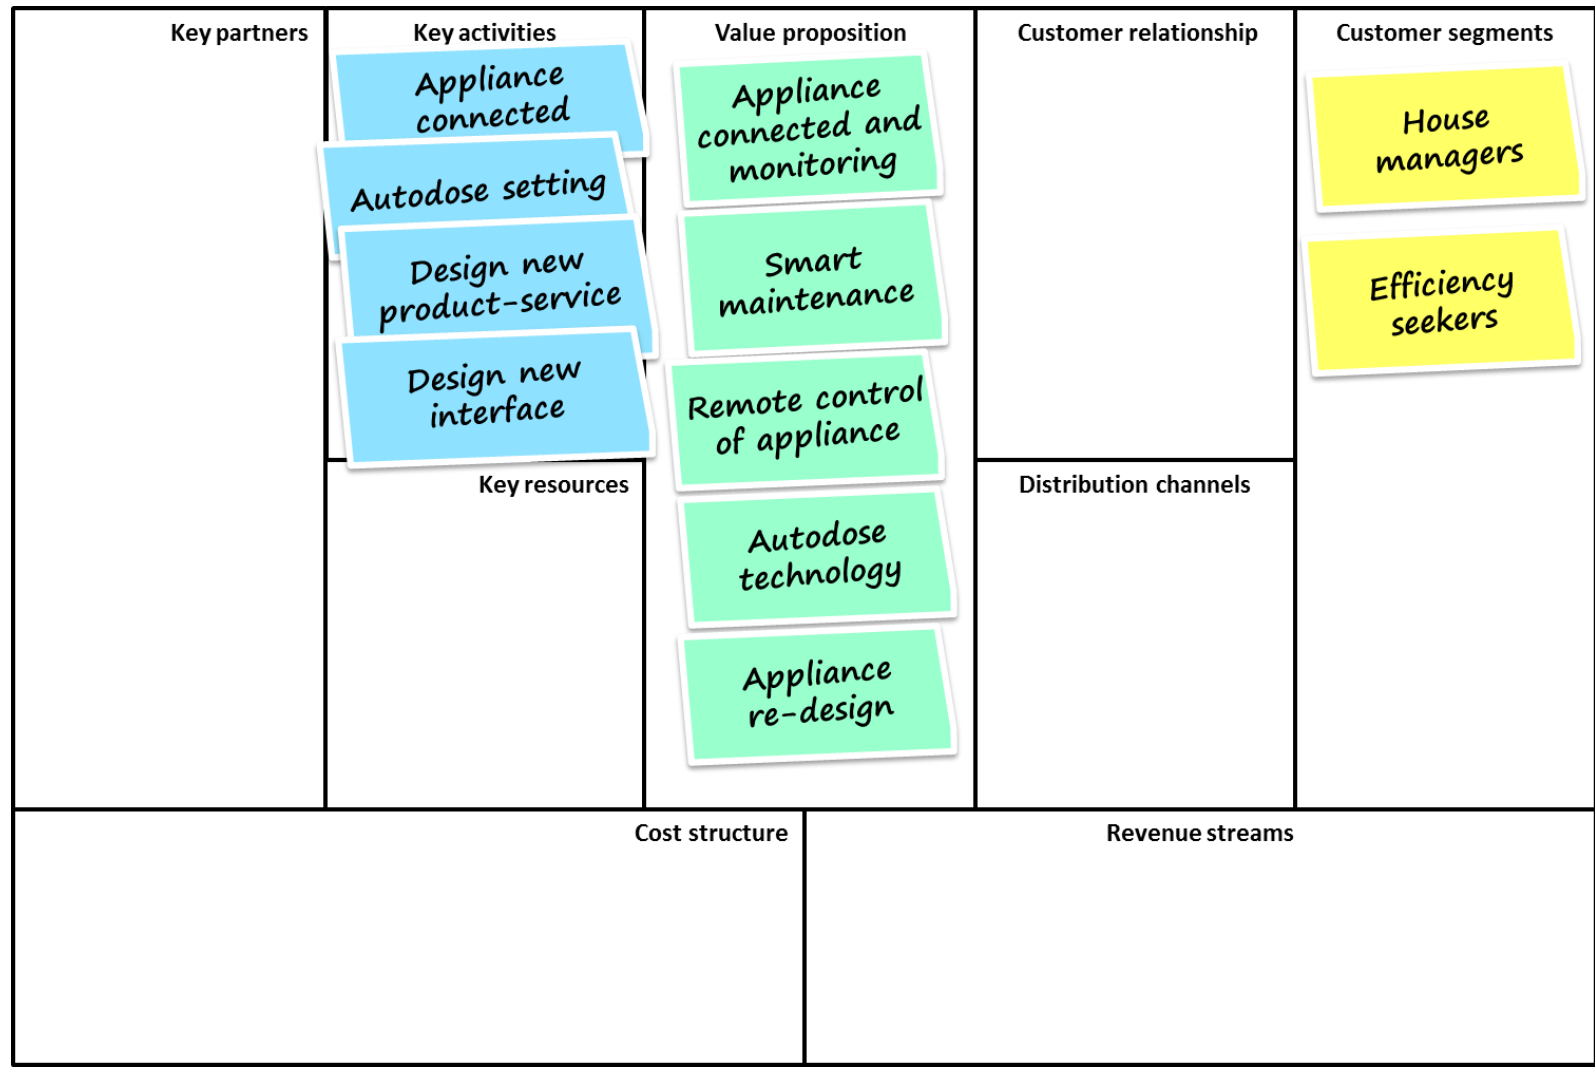 Key partners
Key activities
Appliance
connected
Autodose setting
Design new
product-service
Design new
interface
Key resources
Value proposition
Appliance
connected and
monitoring
Smart
maintenance
Remote control
of appliance
Autodose
technology
Appliance
re-design
Customer relationship
Distribution channels
Customer segments
House
managers
Efficiency
seekers
Cost structure
Revenue streams